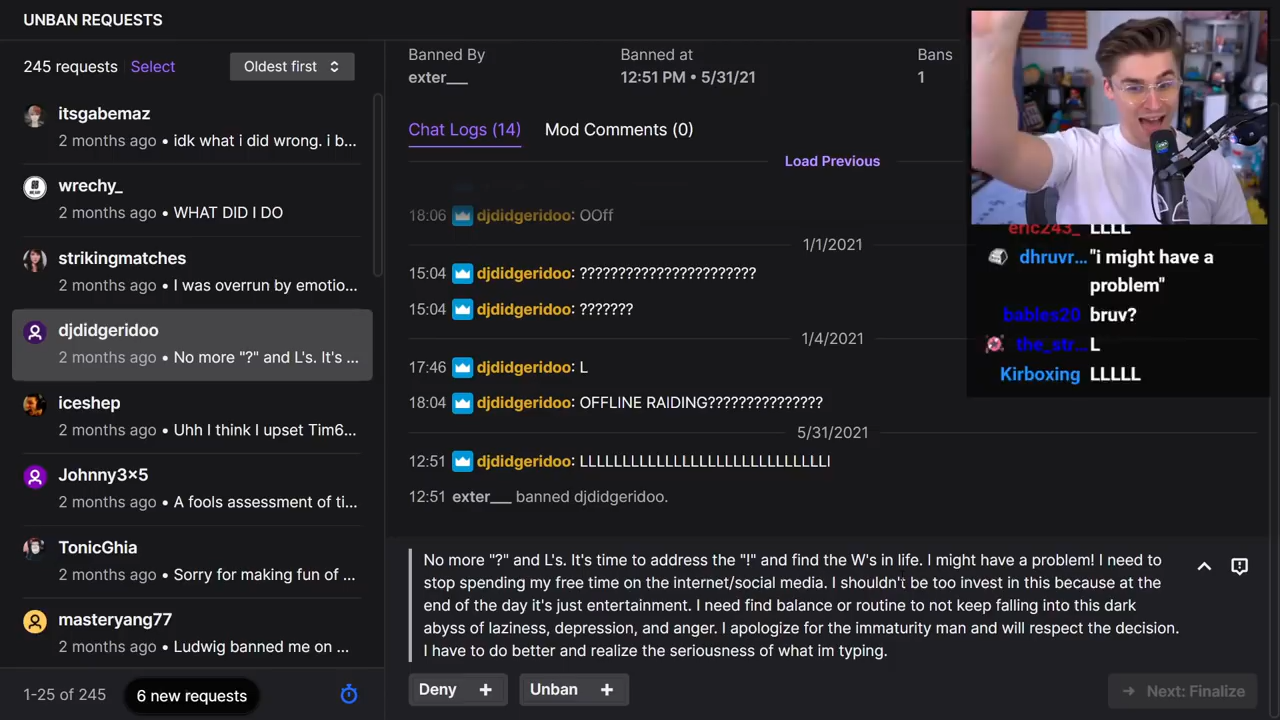 UNBAN REQUESTS
245 requests Select Oldest first
itsgabemaz
2 months ago • idk what i did wrong. i b...
wrechy_
2 months ago • WHAT DID I DO
strikingmatches
2 months ago • I was overrun by emotio...
djdidgeridoo
2 months ago • No more "?" and L's. It's ...
iceshep
2 months ago • Uhh I think I upset Tim6...
Johnny3x5
2 months ago • A fools assessment of ti...
TonicGhia
2 months ago • Sorry for making fun of ...
masteryang77
2 months ago • Ludwig banned me on ...
1-25 of 245 6 new requests
Banned By Banned at Bans
exter___ 12:51 PM • 5/31/21 1
Chat Logs (14) Mod Comments (0)
Load Previous
18:06 djdidgeridoo: OOff
1/1/2021
15:04 djdidgeridoo: ???????????????????????
15:04 djdidgeridoo: ???????
1/4/2021
17:46 djdidgeridoo: L
18:04 djdidgeridoo: OFFLINE RAIDING???????????????
5/31/2021
12:51 djdidgeridoo: LLLLLLLLLLLLLLLLLLLLLLLLLLLLLI
12:51 exter___ banned djdidgeridoo.
No more "?" and L's. It's time to address the "!" and find the W's in life. I might have a problem! I need to
stop spending my free time on the internet/social media. I shouldn't be too invest in this because at the
end of the day it's just entertainment. I need find balance or routine to not keep falling into this dark
abyss of laziness, depression, and anger. I apologize for the immaturity man and will respect the decision.
I have to do better and realize the seriousness of what im typing.
Deny + Unban + Next: Finalize
eric243_ LLLL
dhruvr... "i might have a
problem"
bables20 bruv?
the_str... L
Kirboxing LLLLL